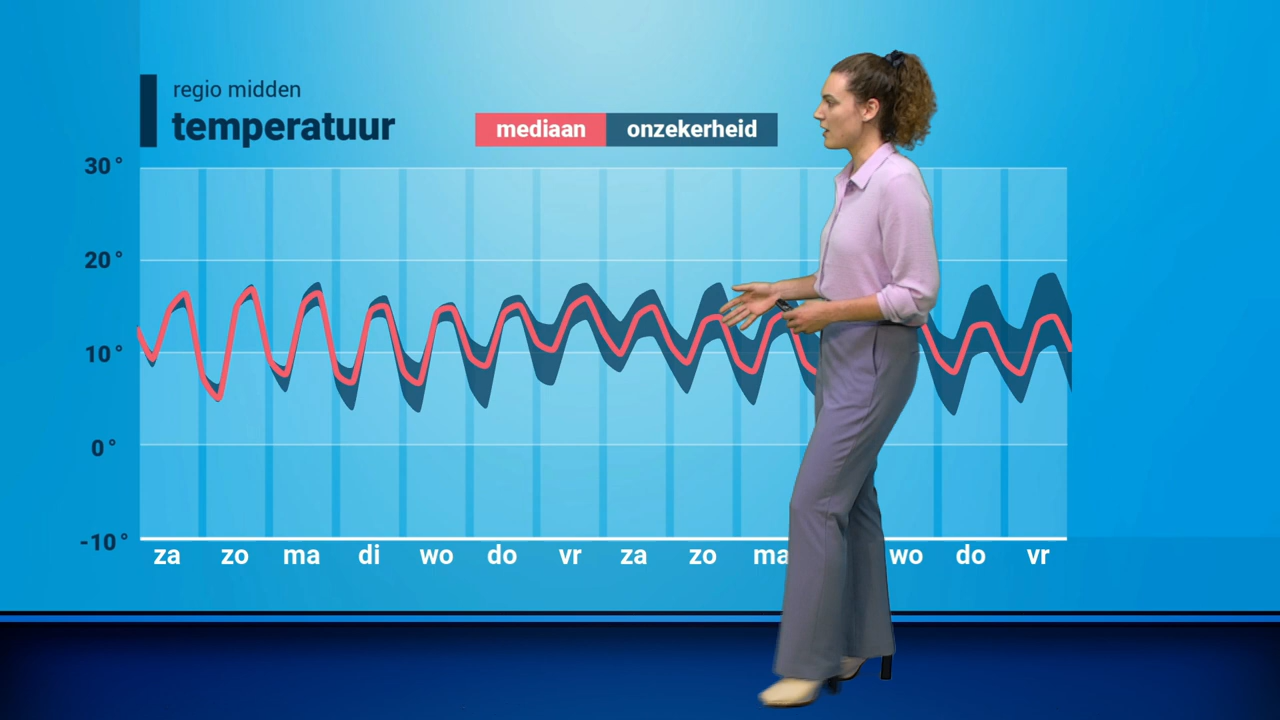 regio midden
temperatuur
mediaan onzekerheid
30°
20°
10°
0°
-10°
za zo ma di wo do vr za zo ma wo do vr